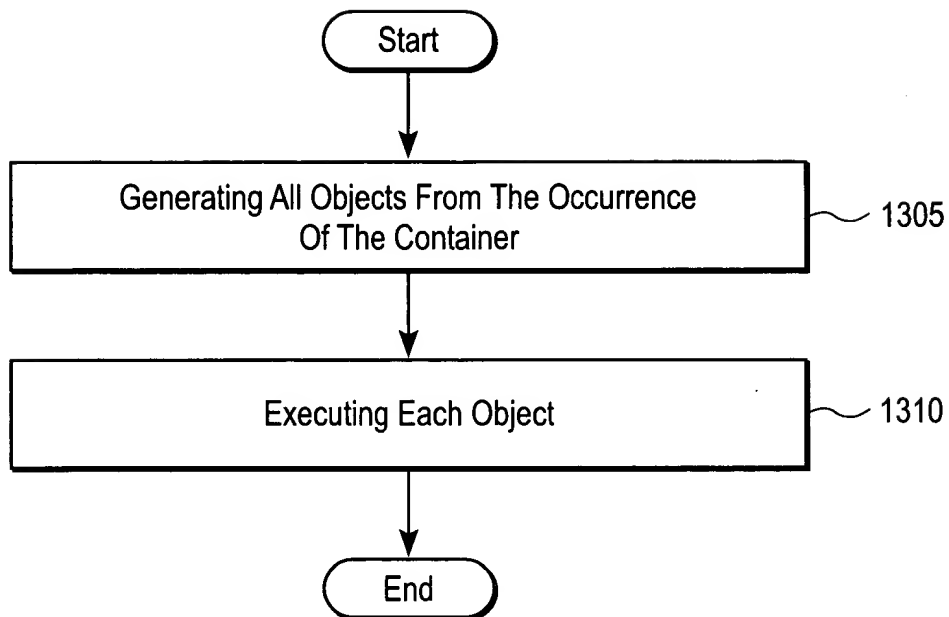 Start
Generating All Objects From The Occurrence
Of The Container
1305
Executing Each Object
1310
End